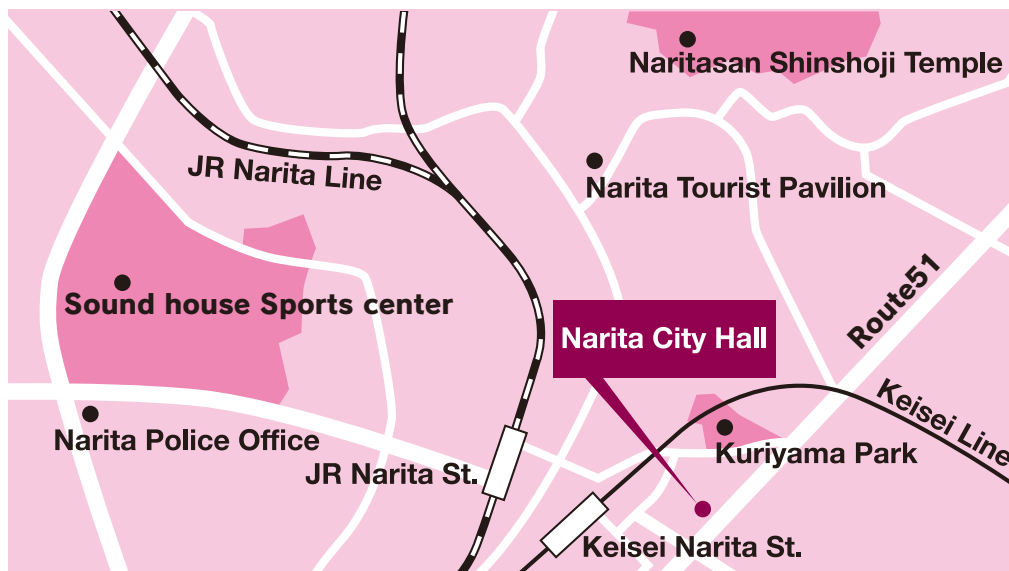 Naritasan Shinshoji Temple
JR Narita Line
Narita Tourist Pavilion
Route51
Sound house Sports center
Narita City Hall
Keisei Line
Narita Police Office
Kuriyama Park
JR Narita St.
Keisei Narita St.